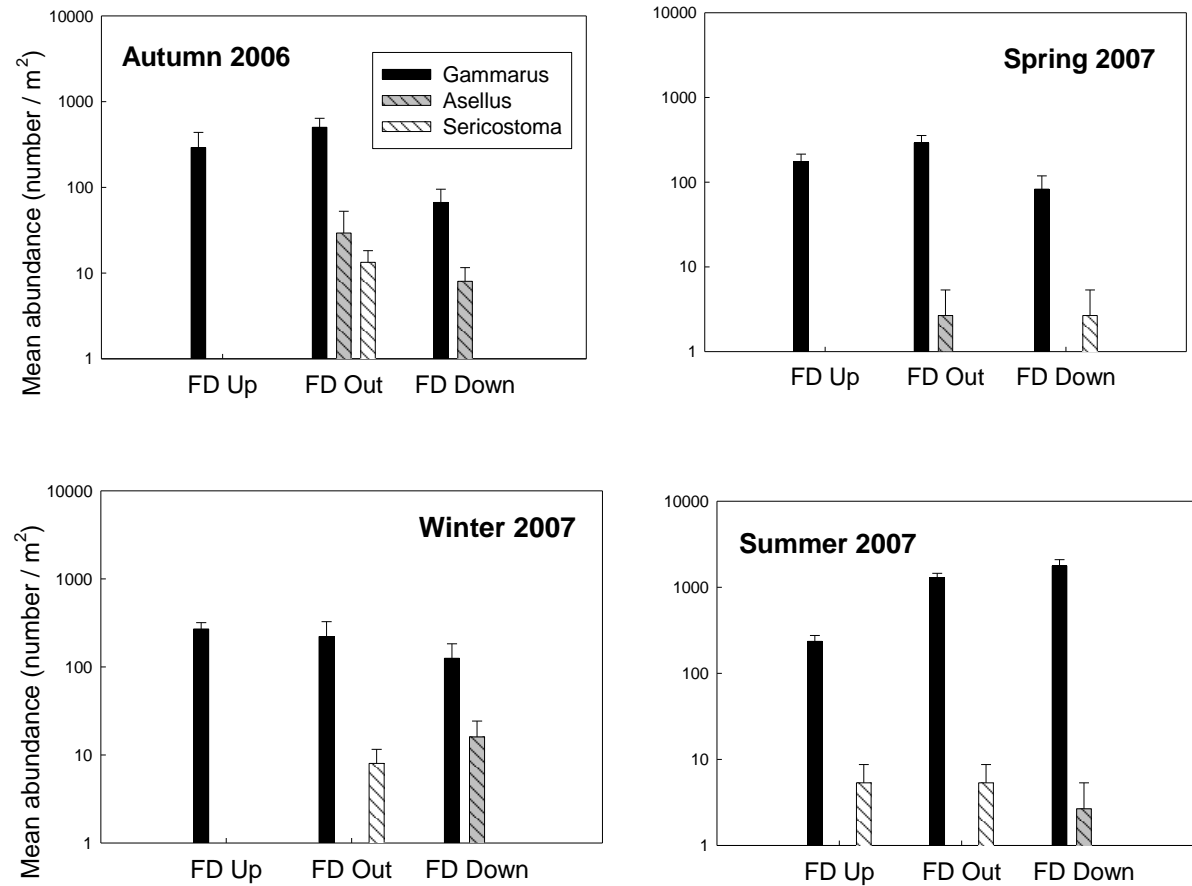 Autumn 2006
Gammarus
Asellus
Sericostoma
Mean abundance (number / m²)
10000
1000
100
10
1
FD Up
FD Out
FD Down
Spring 2007
10000
1000
100
10
1
FD Up
FD Out
FD Down
Winter 2007
Mean abundance (number / m²)
10000
1000
100
10
1
FD Up
FD Out
FD Down
Summer 2007
10000
1000
100
10
1
FD Up
FD Out
FD Down